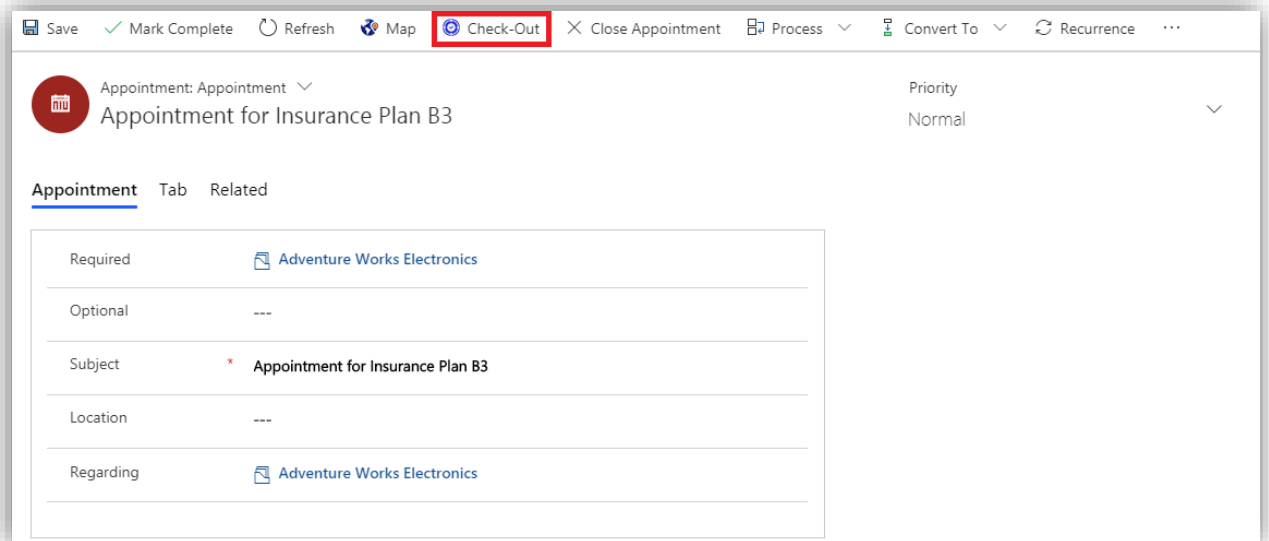 Save Mark Complete Refresh Map Check-Out Close Appointment Process Convert To Recurrence ...
Appointment: Appointment
Appointment for Insurance Plan B3
Priority
Normal
Appointment Tab Related
Required Adventure Works Electronics
Optional ---
Subject * Appointment for Insurance Plan B3
Location ---
Regarding Adventure Works Electronics